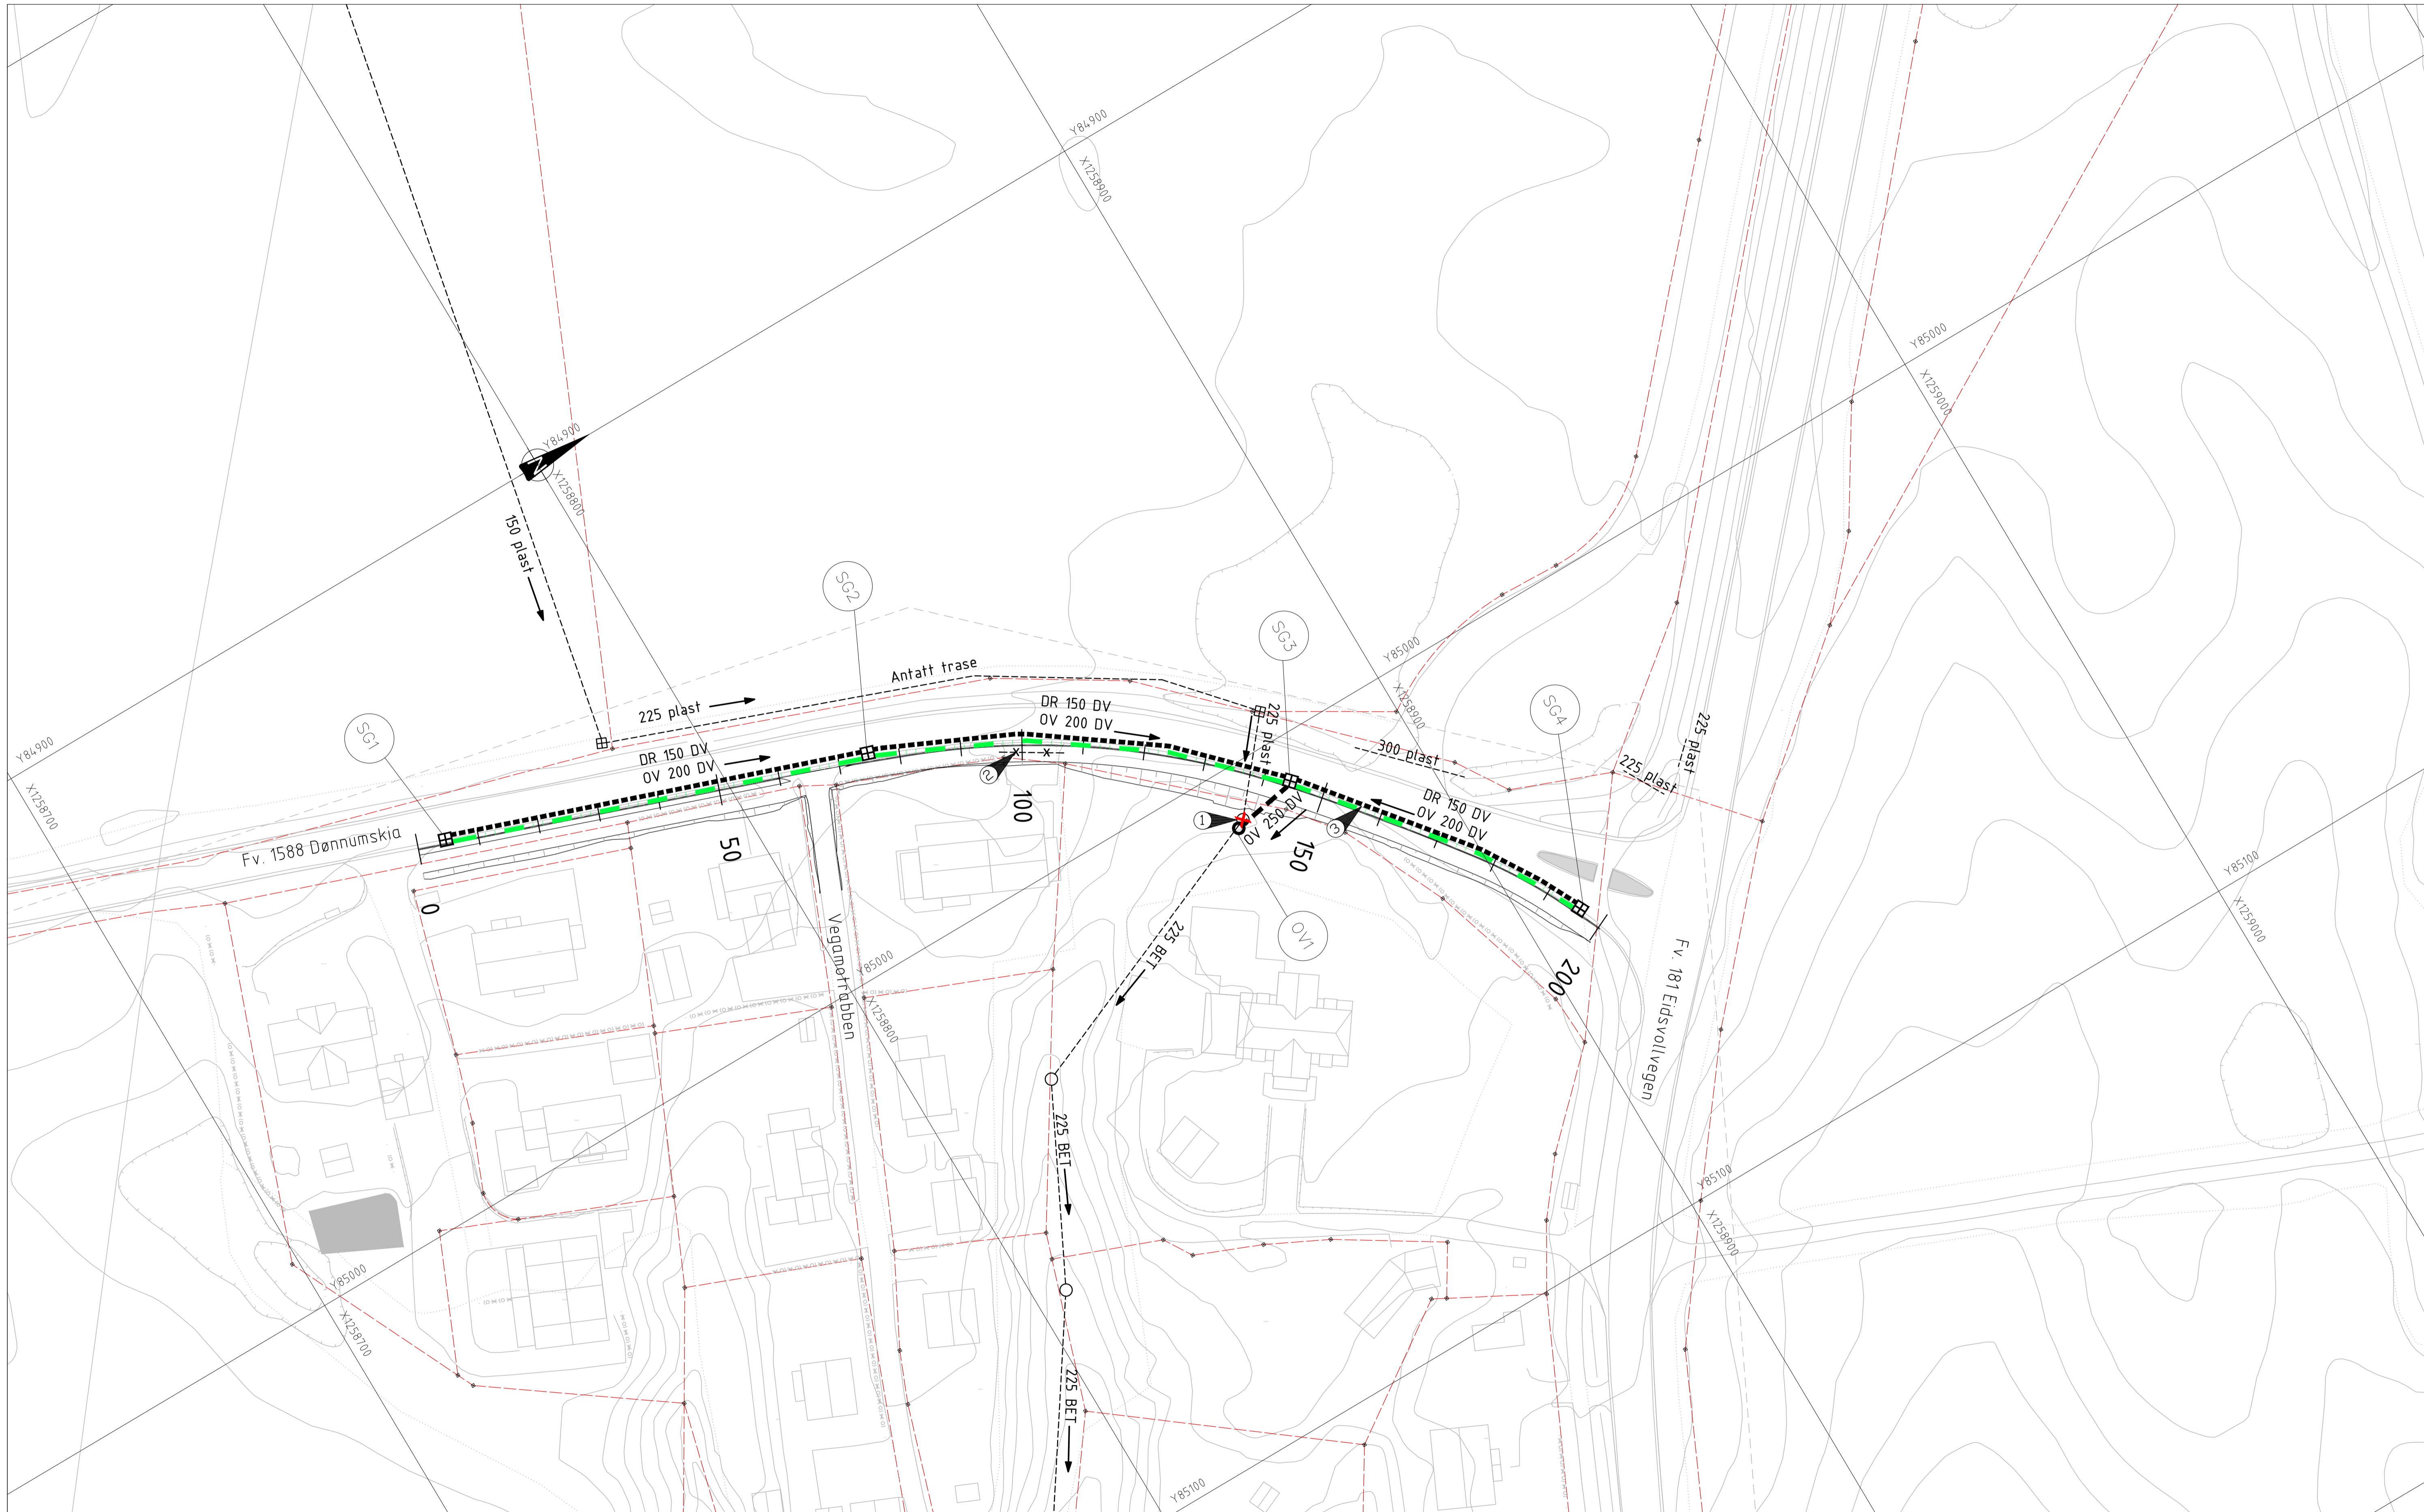 Y84900
X1258900
Y85000
X1259000
Y84900
N
X1258800
150 plast
SG2
SG3
Y85000
Antatt trase
X1258900
SG4
225 plast
SG1
DR 150 DV
OV 200 DV
225 plast
225 plast
300 plast
225 plast
Y84900
DR 150 DV
OV 200 DV
2
X1258700
DR 150 DV
OV 200 DV
100
1
OV 250 DV
3
Fv. 1588 Dønnumskia
50
150
Y85100
0
Vegamotrabben
225 BET
OV1
X1259000
Y85000
200
Fv. 181 Eidsvollvegen
X1258800
225 BET
Y85100
X1258900
Y85000
X1258700
225 BET
Y85100